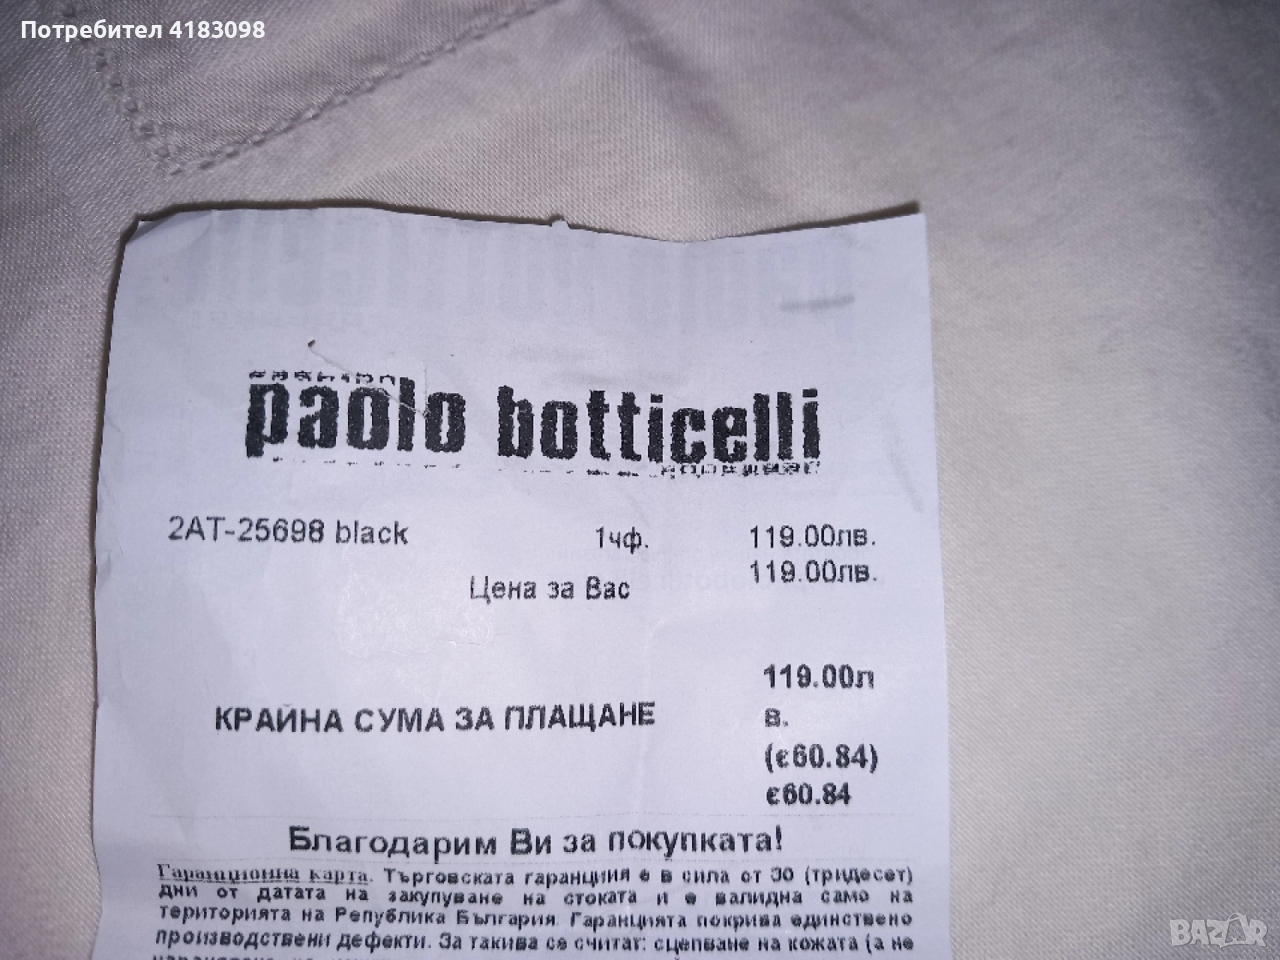 Потребител 4183098
paolo botticelli
2AT-25698 black 1чф. 119.00лв.
Цена за Вас 119.00лв.
КРАЙНА СУМА ЗА ПЛАЩАНЕ 119.00л
в.
(€60.84)
€60.84
Благодарим Ви за покупката!
Гаранционна карта. Търговската гаранция е в сила от 30 (тридесет)
дни от датата на закупуване на стоката и е валидна само на
територията на Република България. Гаранцията покрива единствено
производствени дефекти. За такива се считат: сцепване на кожата (а не
BAZAR